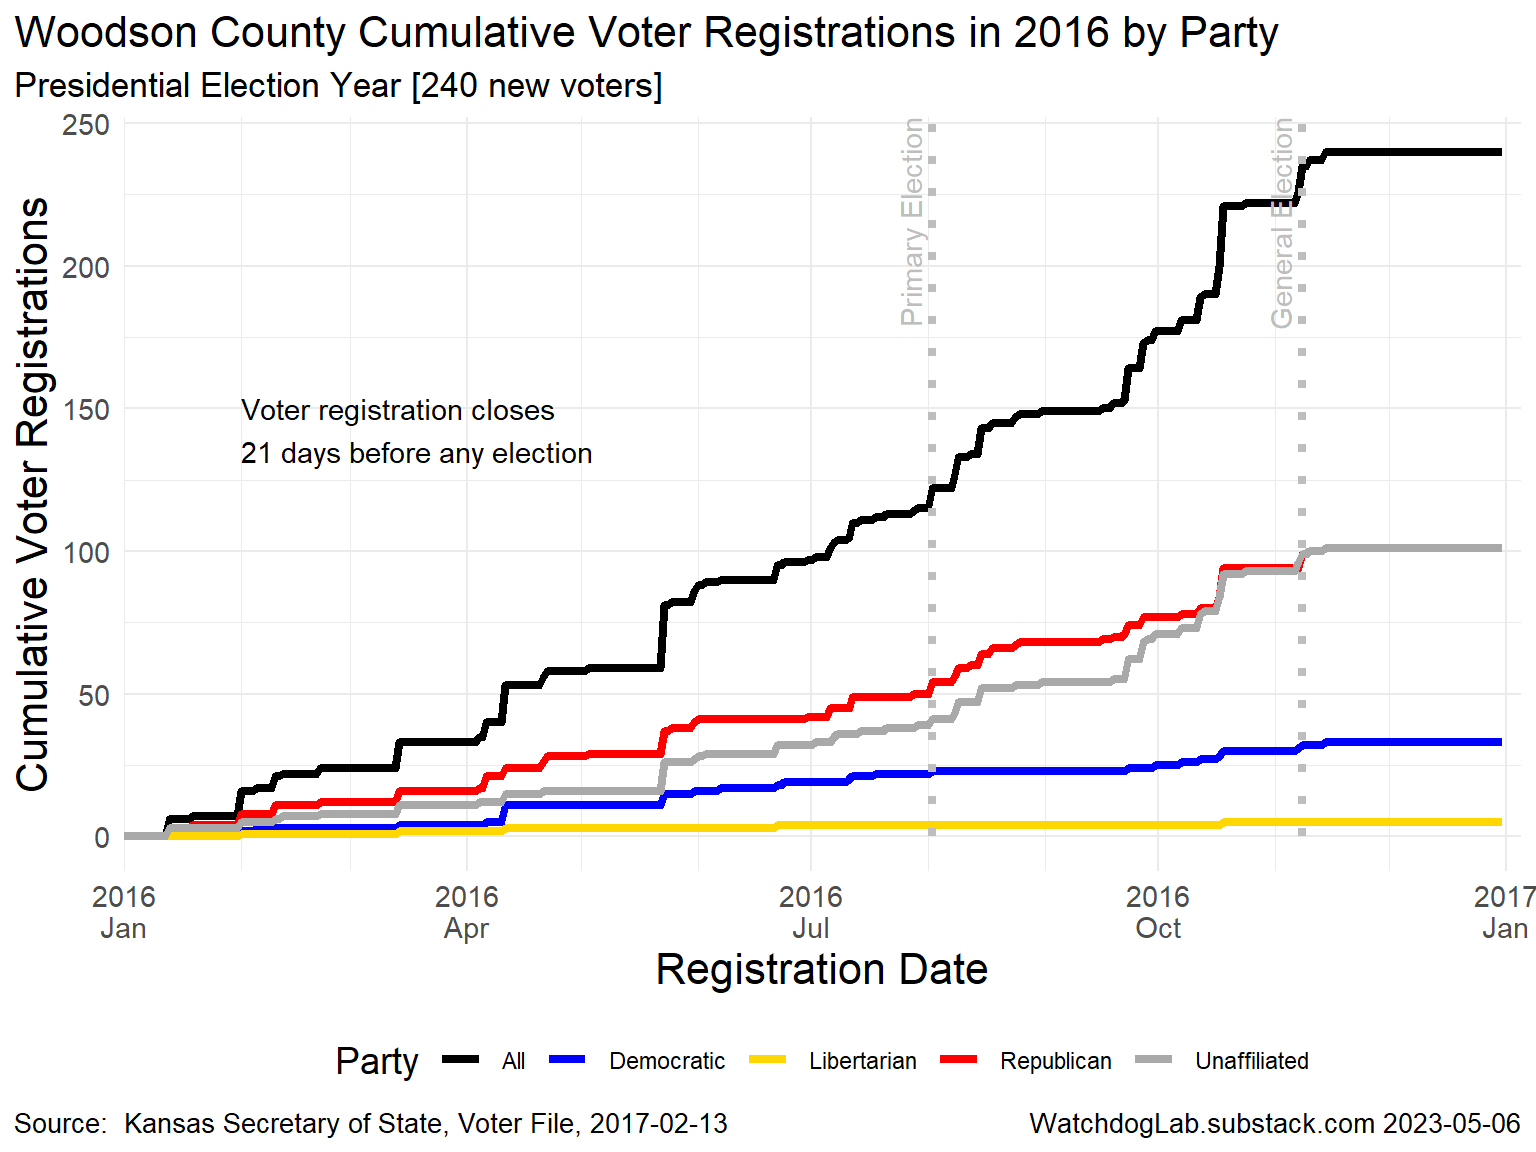 Woodson County Cumulative Voter Registrations in 2016 by Party
Presidential Election Year [240 new voters]
Cumulative Voter Registrations
250
200
150
100
50
0
Primary Election
General Election
Voter registration closes
21 days before any election
2016
Jan
2016
Apr
2016
Jul
2016
Oct
2017
Jan
Registration Date
Party
All
Democratic
Libertarian
Republican
Unaffiliated
Source:  Kansas Secretary of State, Voter File, 2017-02-13
WatchdogLab.substack.com 2023-05-06